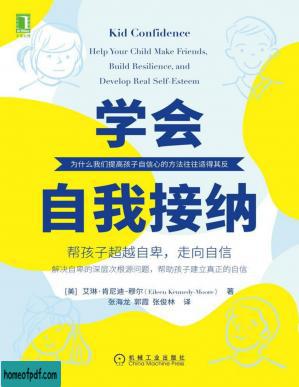 Kid Confidence
Help Your Child Make Friends,
Build Resilience, and
Develop Real Self-Esteem
学会
为什么我们提高孩子自信心的方法往往适得其反
自我接纳
帮孩子超越自卑，走向自信
解决自卑的深层次根源问题，帮助孩子建立真正的自信
[美] 艾琳·肯尼迪-穆尔（Eileen Kennedy-Moore） 著
张海龙 郭霞 张俊林 译
机械工业出版社
CHINA MACHINE PRESS
homeofpdf.com